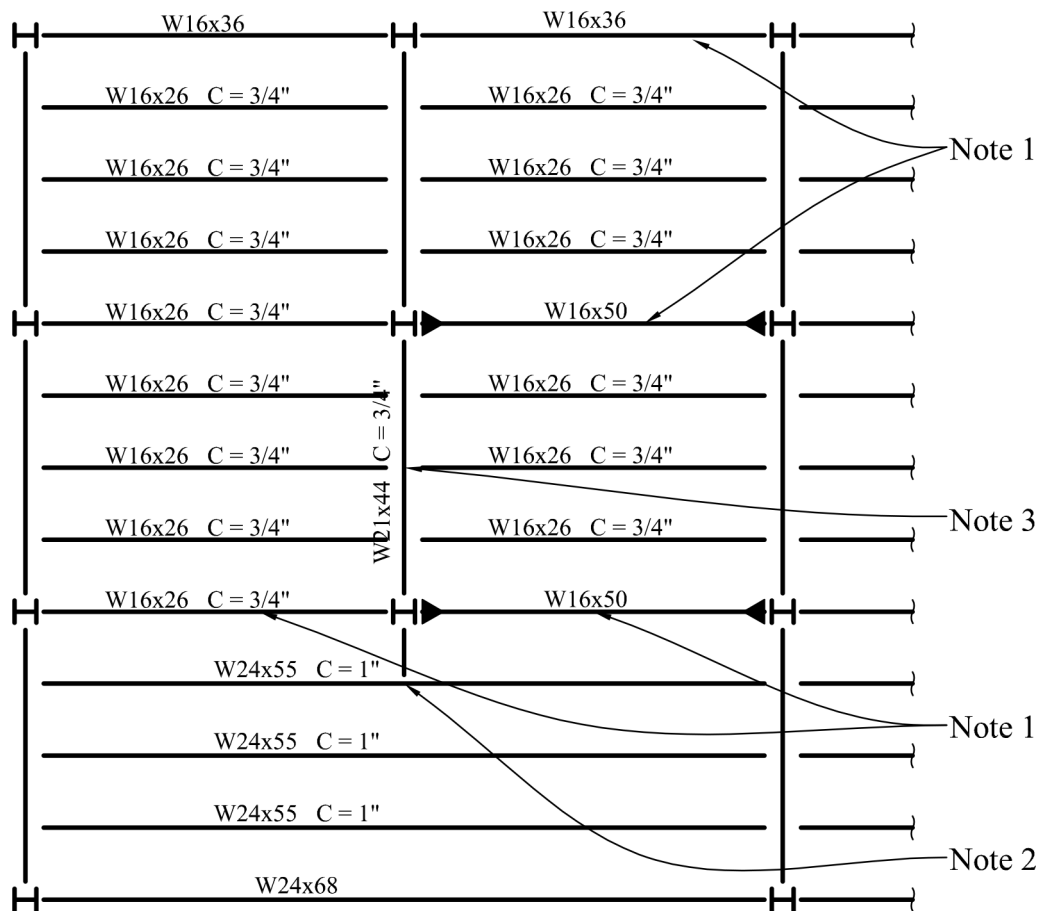 W16x36
W16x36
W16x26 C = 3/4"
W16x26 C = 3/4"
Note 1
W16x26 C = 3/4"
W16x26 C = 3/4"
W16x26 C = 3/4"
W16x26 C = 3/4"
W16x26 C = 3/4"
W16x50
W16x26 C = 3/4"
W16x26 C = 3/4"
W21x44 C = 3/4"
W16x26 C = 3/4"
W16x26 C = 3/4"
Note 3
W16x26 C = 3/4"
W16x26 C = 3/4"
W16x26 C = 3/4"
W16x50
W24x55 C = 1"
Note 1
W24x55 C = 1"
W24x55 C = 1"
Note 2
W24x68